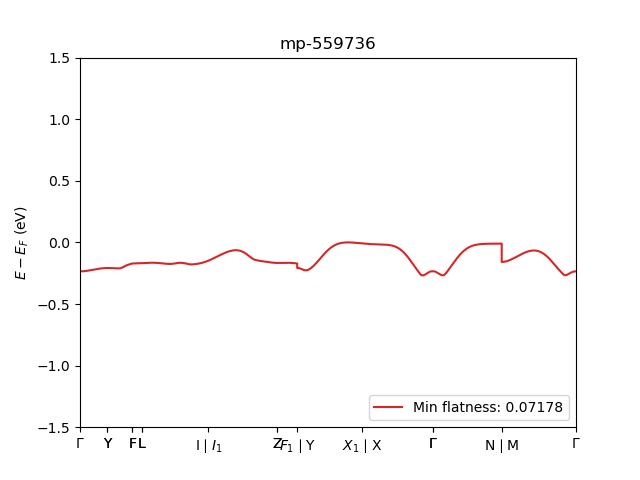 mp-559736
E − E_F (eV)
1.5
1.0
0.5
0.0
−0.5
−1.0
−1.5
Min flatness: 0.07178
Γ Y F L I | I₁ Z F₁ | Y X₁ | X Γ N | M Γ